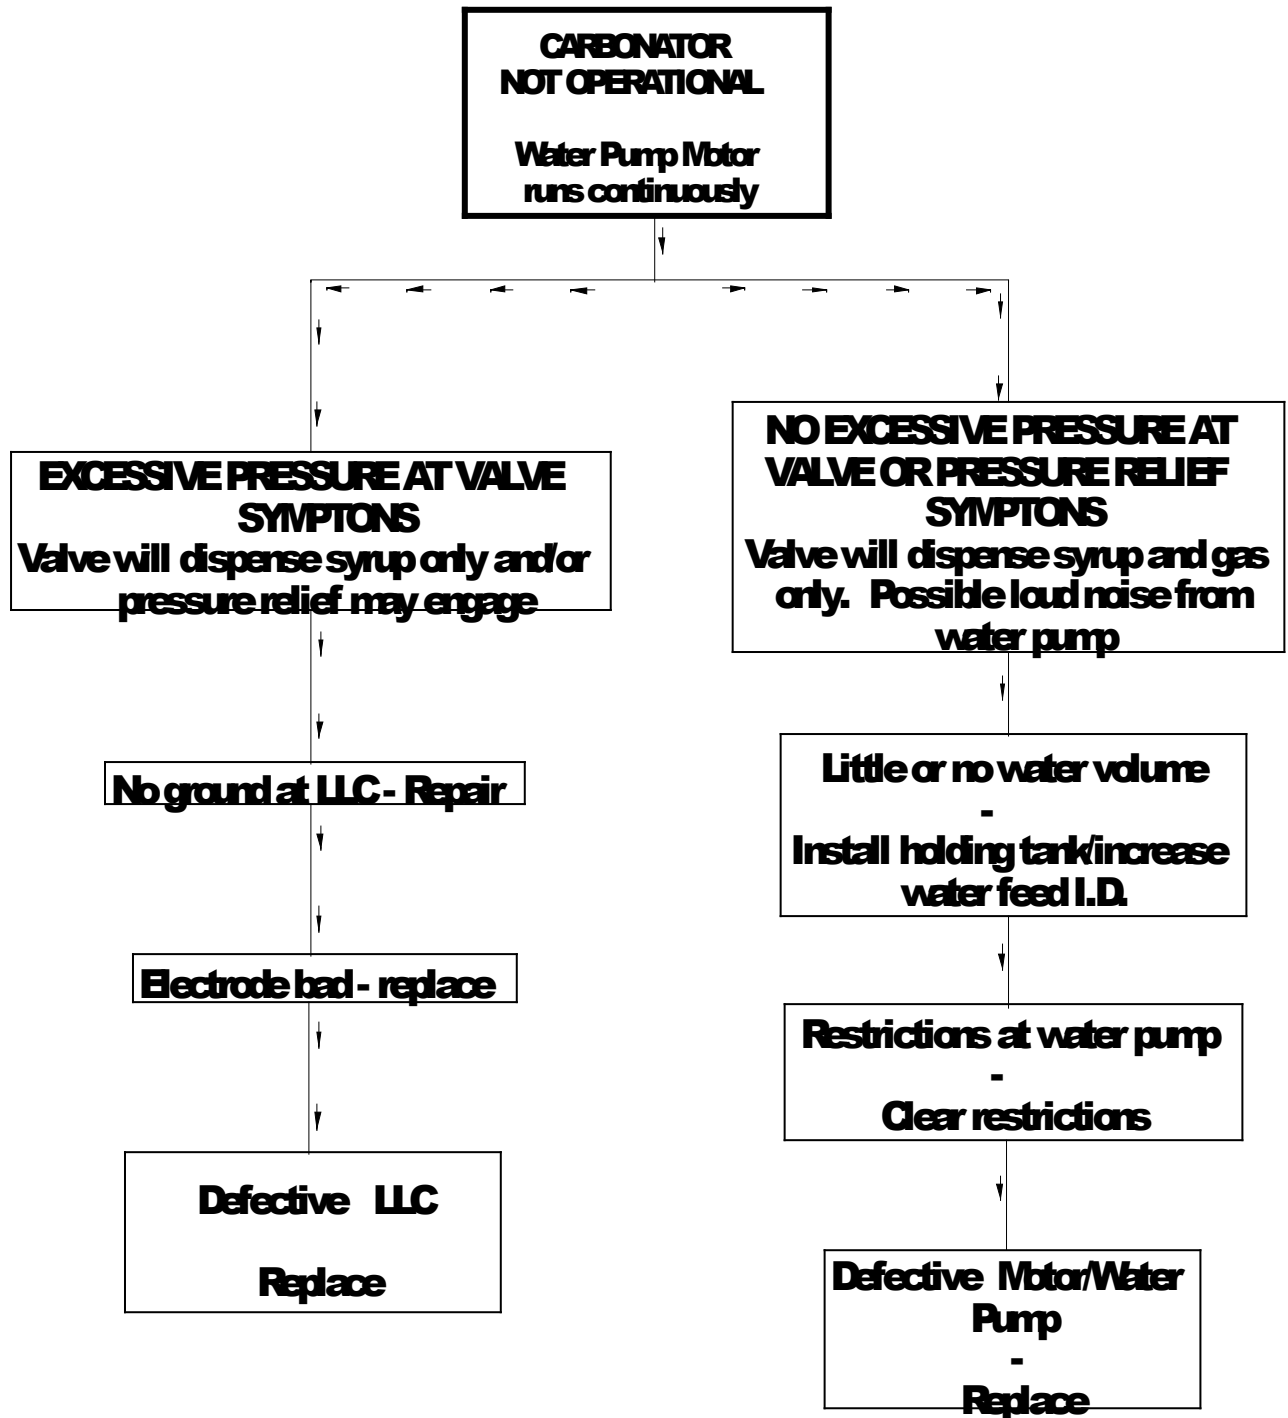 CARBONATOR
NOT OPERATIONAL
Water Pump Motor
runs continuously
EXCESSIVE PRESSURE AT VALVE
SYMPTONS
Valve will dispense syrup only and/or
pressure relief may engage
No ground at LLC - Repair
Electrode bad - replace
Defective LLC
Replace
NO EXCESSIVE PRESSURE AT
VALVE OR PRESSURE RELIEF
SYMPTONS
Valve will dispense syrup and gas
only. Possible loud noise from
water pump
Little or no water volume
-
Install holding tank/increase
water feed I.D.
Restrictions at water pump
-
Clear restrictions
Defective Motor/Water
Pump
-
Replace